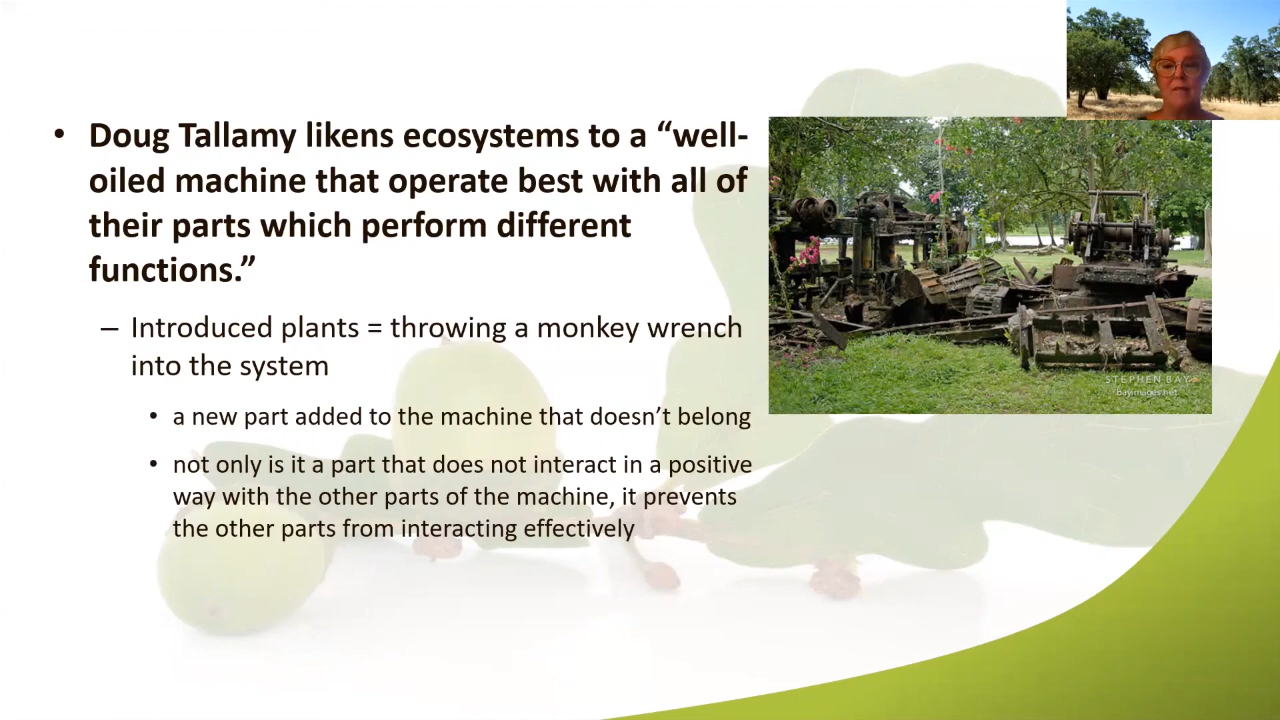 • Doug Tallamy likens ecosystems to a “well-
oiled machine that operate best with all of
their parts which perform different
functions.”
– Introduced plants = throwing a monkey wrench
into the system
• a new part added to the machine that doesn’t belong
• not only is it a part that does not interact in a positive
way with the other parts of the machine, it prevents
the other parts from interacting effectively
STEPHEN BAY
bayimages.net